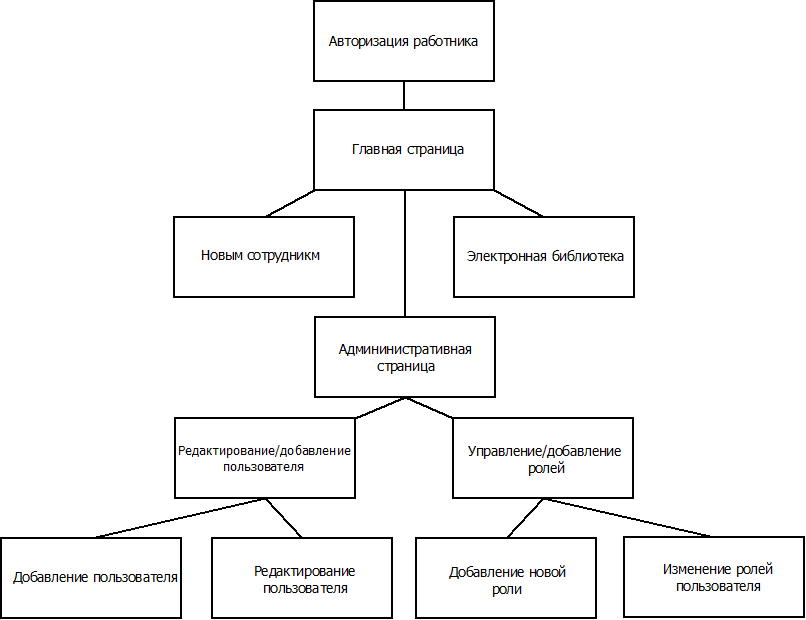 Авторизация работника
Главная страница
Новым сотрудникм
Электронная библиотека
Админинистративная
страница
Редактирование/добавление
пользователя
Управление/добавление
ролей
Добавление пользователя
Редактирование
пользователя
Добавление новой
роли
Изменение ролей
пользователя